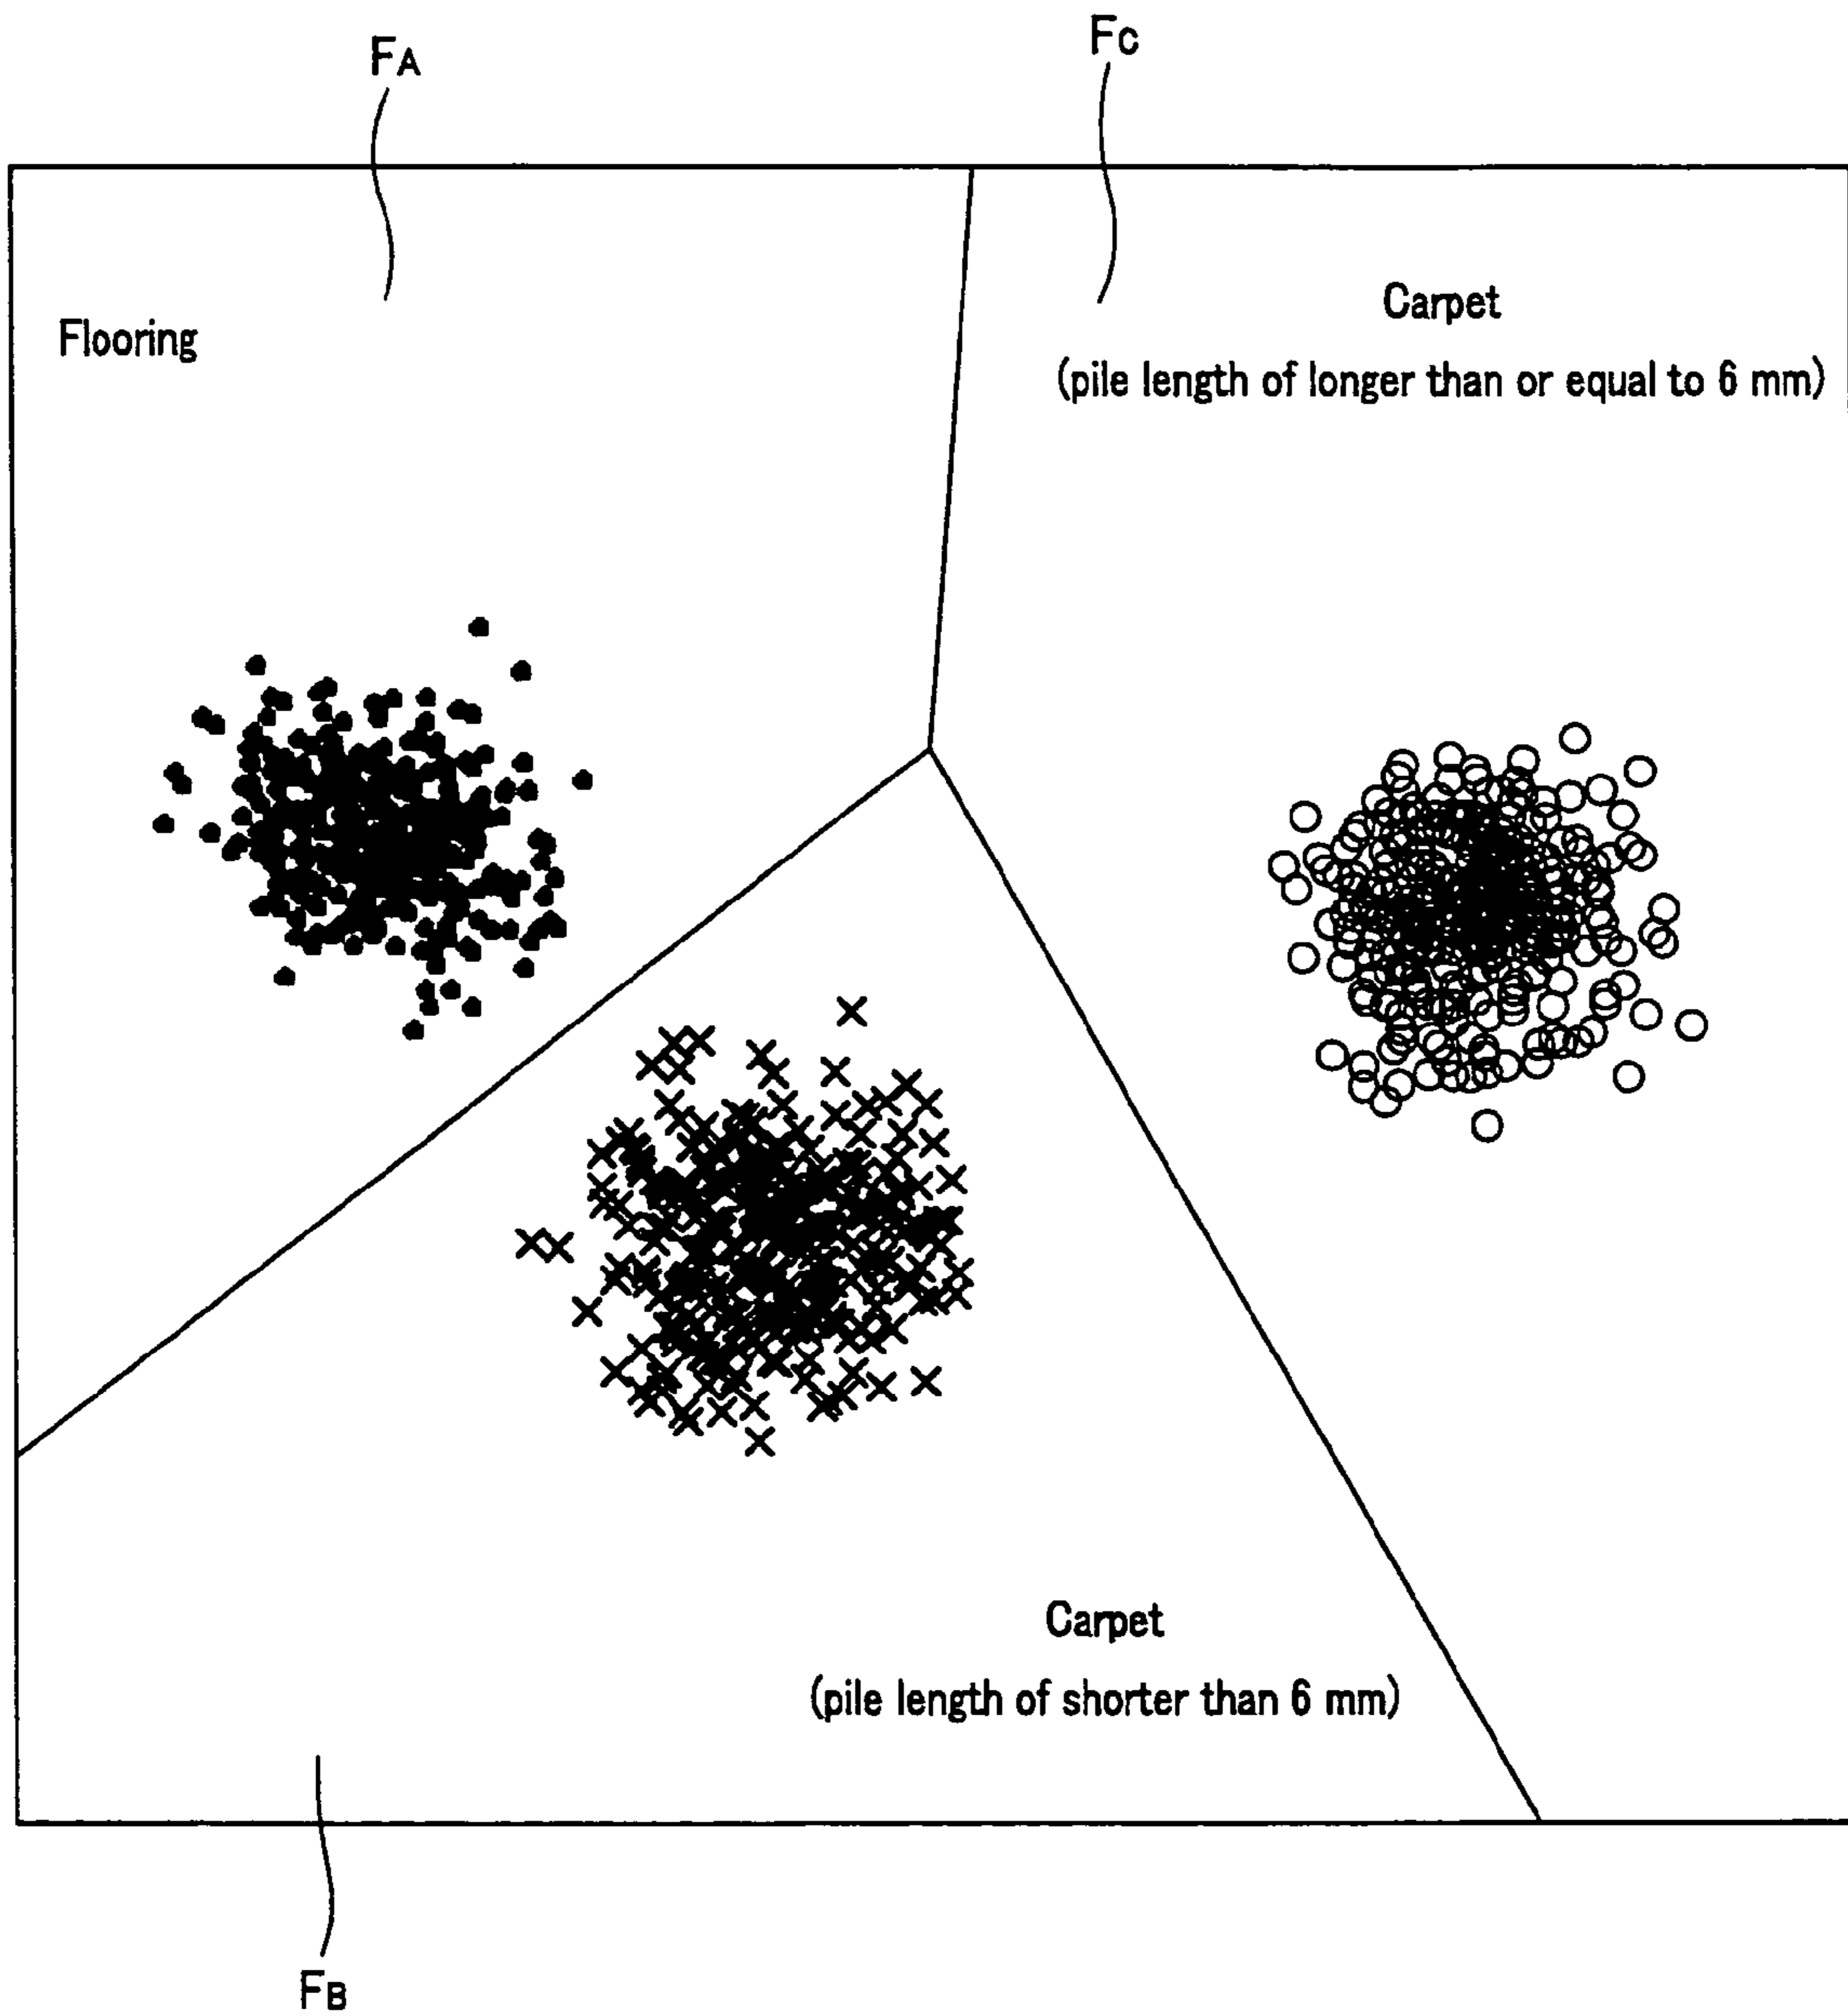 FA
FC
Flooring
Carpet
(pile length of longer than or equal to 6 mm)
Carpet
(pile length of shorter than 6 mm)
FB